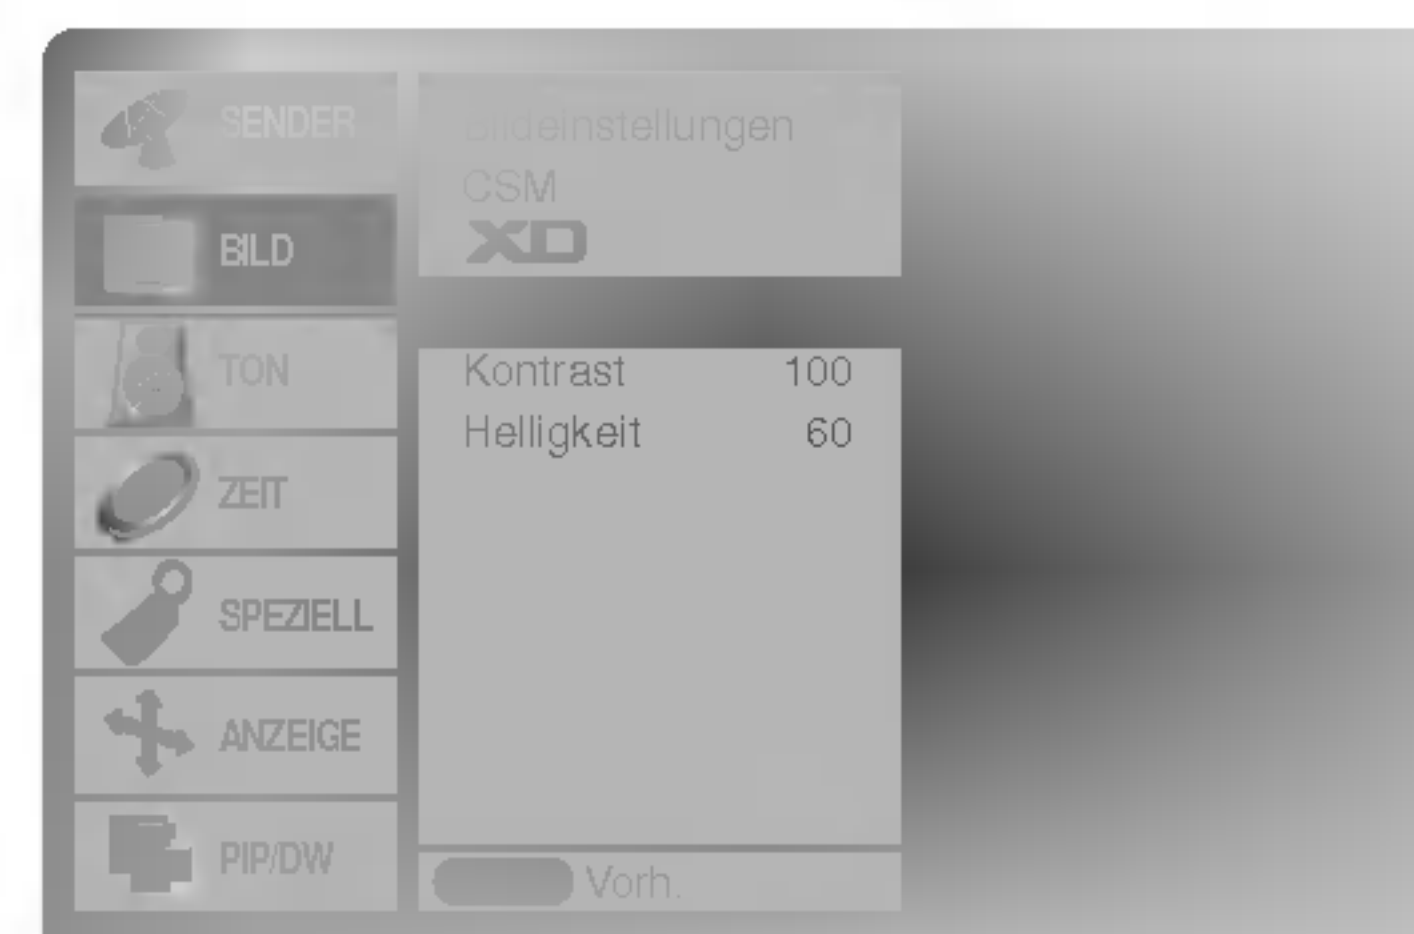 SENDER
BILD
TON
ZEIT
SPEZIELL
ANZEIGE
PIP/DW
Bildeinstellungen
CSM
XD
Kontrast 100
Helligkeit 60
Vorh.